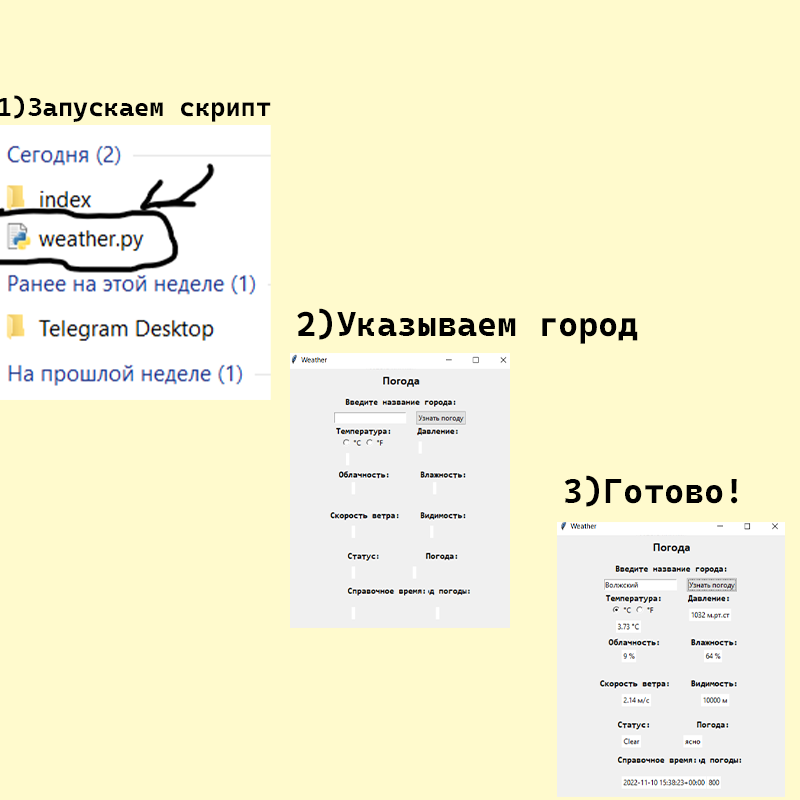 1)Запускаем скрипт
Сегодня (2)
index
weather.py
Ранее на этой неделе (1)
Telegram Desktop
На прошлой неделе (1)
2)Указываем город
Weather
Погода
Введите название города:
Узнать погоду
Температура: Давление:
°C °F
Облачность: Влажность:
Скорость ветра: Видимость:
Статус: Погода:
Справочное время: д погоды:
3)Готово!
Weather
Погода
Введите название города:
Волжский Узнать погоду
Температура: Давление:
°C °F 1032 м.рт.ст
3.73 °C
Облачность: Влажность:
9 % 64 %
Скорость ветра: Видимость:
2.14 м/с 10000 м
Статус: Погода:
Clear ясно
Справочное время: д погоды:
2022-11-10 15:38:23+00:00 800